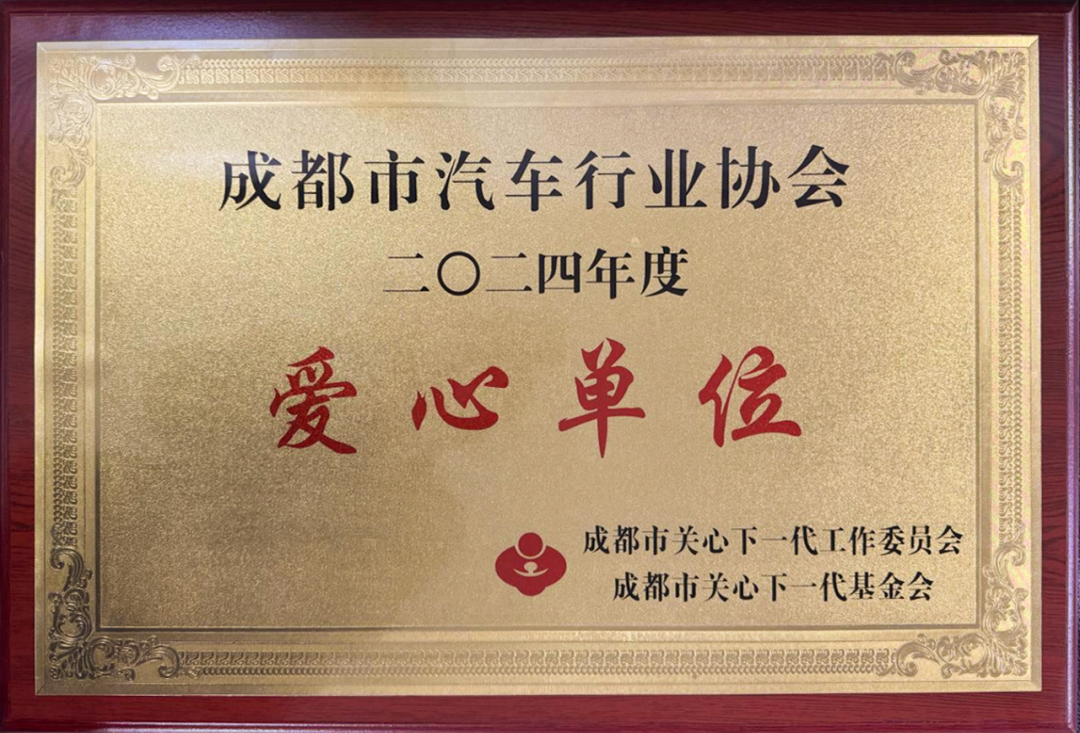 成都市汽车行业协会
二〇二四年度
爱心单位
成都市关心下一代工作委员会
成都市关心下一代基金会